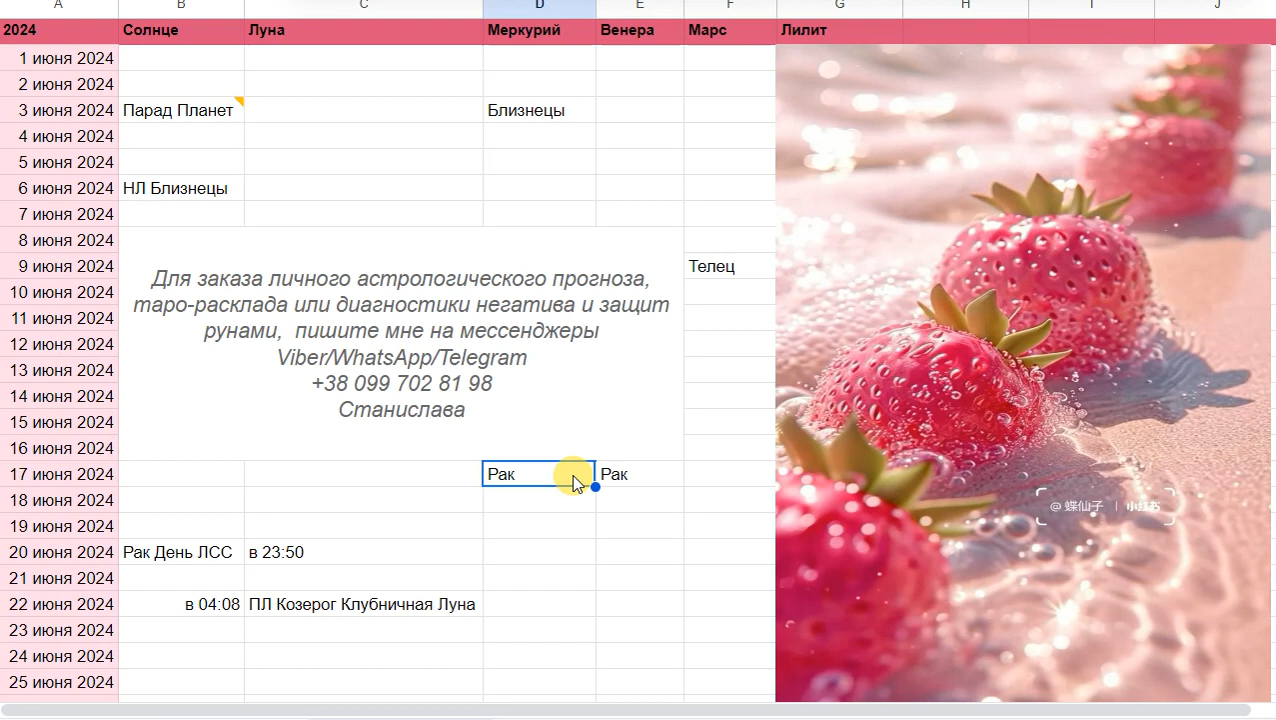 A B C D E F G H I J
2024 Солнце Луна Меркурий Венера Марс Лилит
1 июня 2024
2 июня 2024
3 июня 2024 Парад Планет Близнецы
4 июня 2024
5 июня 2024
6 июня 2024 НЛ Близнецы
7 июня 2024
8 июня 2024
9 июня 2024 Телец
10 июня 2024
11 июня 2024
12 июня 2024
13 июня 2024
14 июня 2024
15 июня 2024
16 июня 2024
Для заказа личного астрологического прогноза,
таро-расклада или диагностики негатива и защит
рунами, пишите мне на мессенджеры
Viber/WhatsApp/Telegram
+38 099 702 81 98
Станислава
17 июня 2024 Рак Рак
18 июня 2024
19 июня 2024
20 июня 2024 Рак День ЛСС в 23:50
21 июня 2024
22 июня 2024 в 04:08 ПЛ Козерог Клубничная Луна
23 июня 2024
24 июня 2024
25 июня 2024
@ 蝶仙子 | 小红书